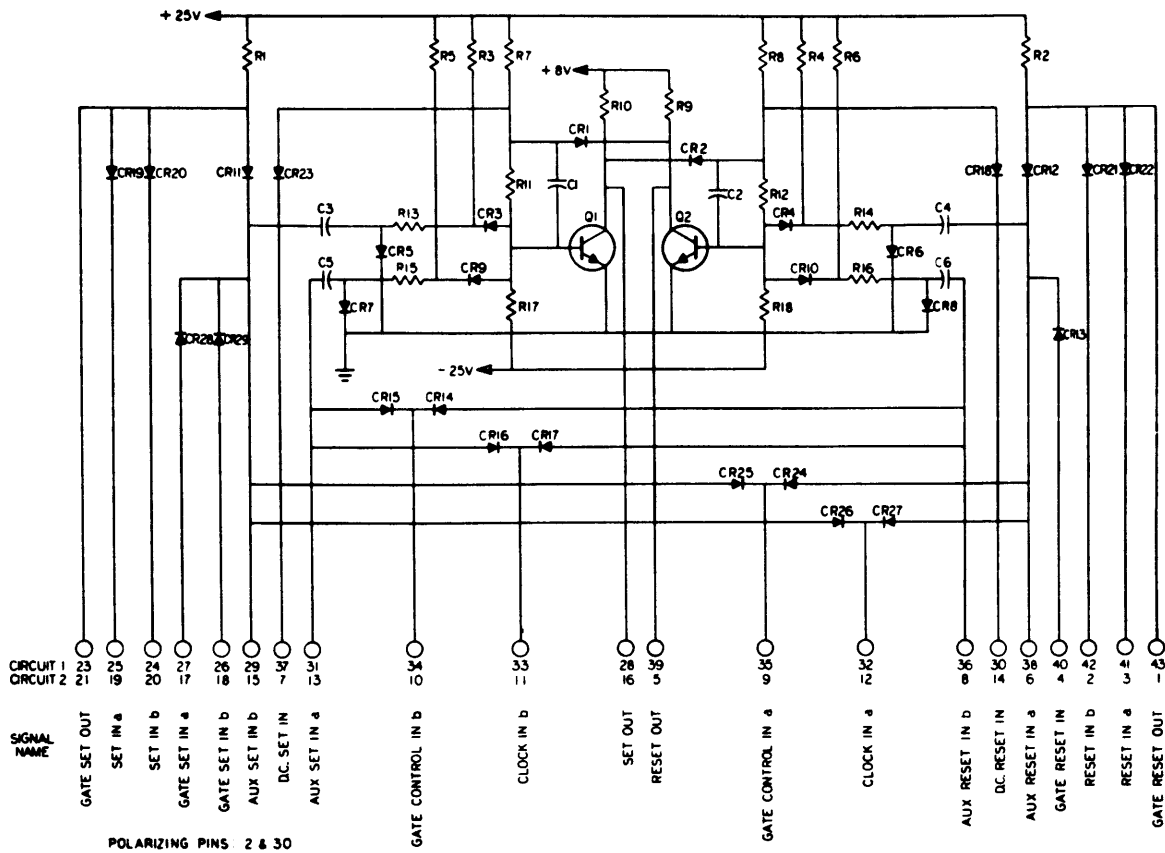 +25V
R1
R5
R3
R7
R8
R4
R6
R2
+8V
R10
R9
CR1
CR2
CR19
CR20
CR11
CR23
R11
C1
C2
R12
CR18
CR12
CR21
CR22
C3
R13
CR3
Q1
Q2
CR4
R14
C4
CR5
CR6
C5
R15
CR9
CR10
R16
C6
CR7
R17
R18
CR8
CR28
CR29
CR13
-25V
CR15
CR14
CR16
CR17
CR25
CR24
CR26
CR27
CIRCUIT 1 23 25 24 27 26 29 37 31 34 33 28 39 35 32 36 30 38 40 42 41 43
CIRCUIT 2 21 19 20 17 18 15 7 13 10 11 16 5 9 12 8 14 6 4 2 3 1
SIGNAL
NAME
GATE SET OUT
SET IN a
SET IN b
GATE SET IN a
GATE SET IN b
AUX SET IN b
D.C. SET IN
AUX SET IN a
GATE CONTROL IN b
CLOCK IN b
SET OUT
RESET OUT
GATE CONTROL IN a
CLOCK IN a
AUX RESET IN b
D.C. RESET IN
AUX RESET IN a
GATE RESET IN
RESET IN b
RESET IN a
GATE RESET OUT
POLARIZING PINS: 2 & 30